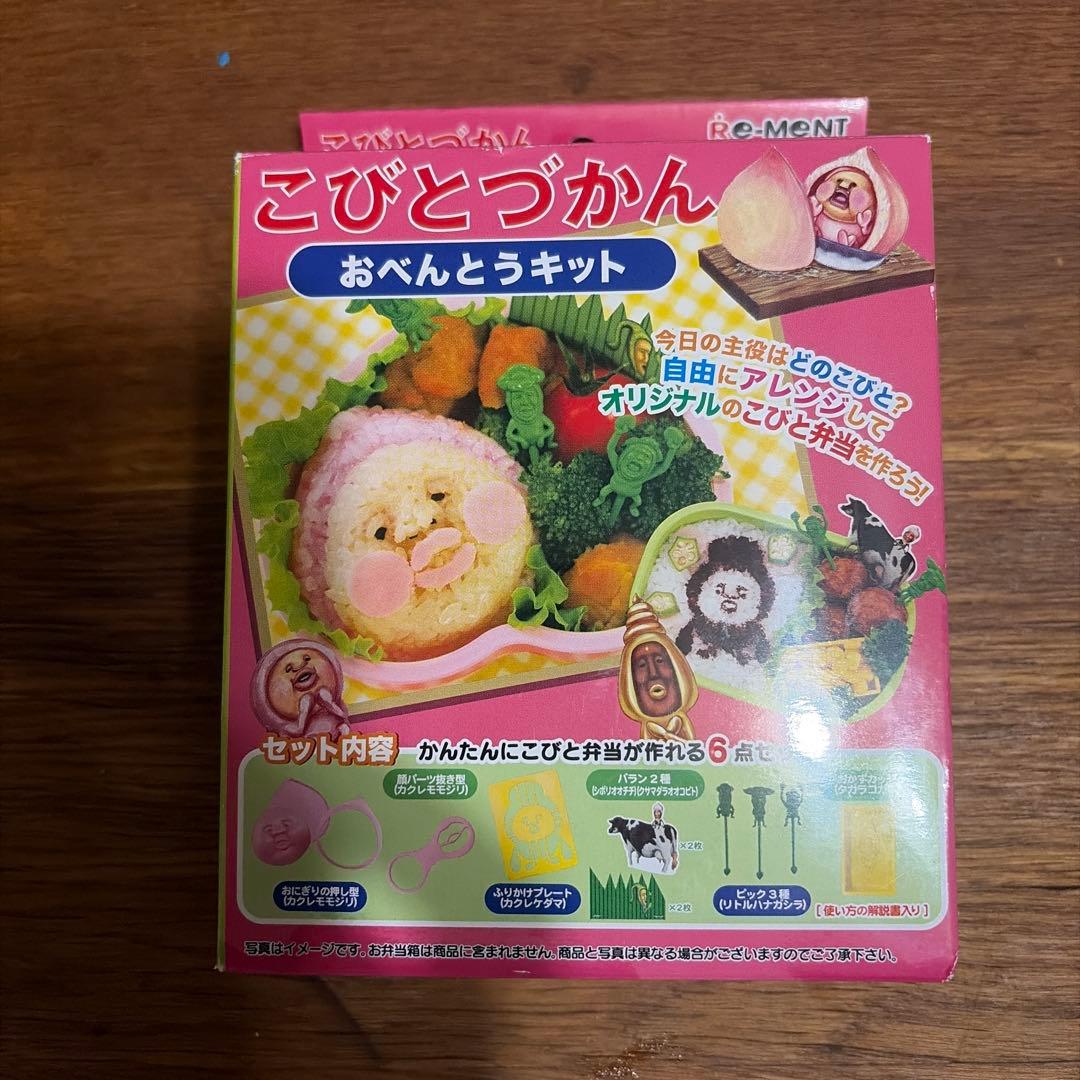 こびとづかん
Re-MeNT
こびとづかん
おべんとうキット
今日の主役はどのこびと?
自由にアレンジして
オリジナルのこびと弁当を作ろう!
セット内容
かんたんにこびと弁当が作れる6点セ
顔パーツ抜き型
(カクレモモジリ)
バラン2種
(シボリオオチチ)(クサマダラオオコビト)
おかずカップ
×2枚
×2枚
おにぎりの押し型
(カクレモモジリ)
ふりかけプレート
(カクレケダマ)
ピック3種
(リトルハナガシラ)
[使い方の解説書入り]
写真はイメージです。お弁当箱は商品に含まれません。商品と写真は異なる場合がございますのでご了承下さい。